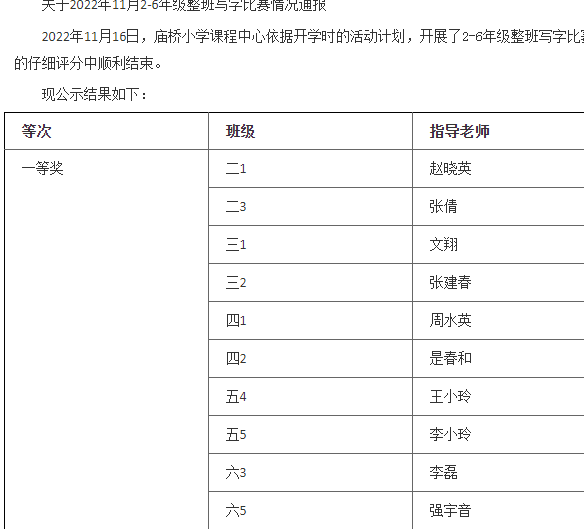 关于2022年11月2-6年级整班写字比赛情况通报
2022年11月16日，庙桥小学课程中心依据开学时的活动计划，开展了2-6年级整班写字比
的仔细评分中顺利结束。
现公示结果如下：
等次 班级 指导老师
一等奖 二1 赵晓英
二3 张倩
三1 文翔
三2 张建春
四1 周水英
四2 是春和
五4 王小玲
五5 李小玲
六3 李磊
六5 强宇音